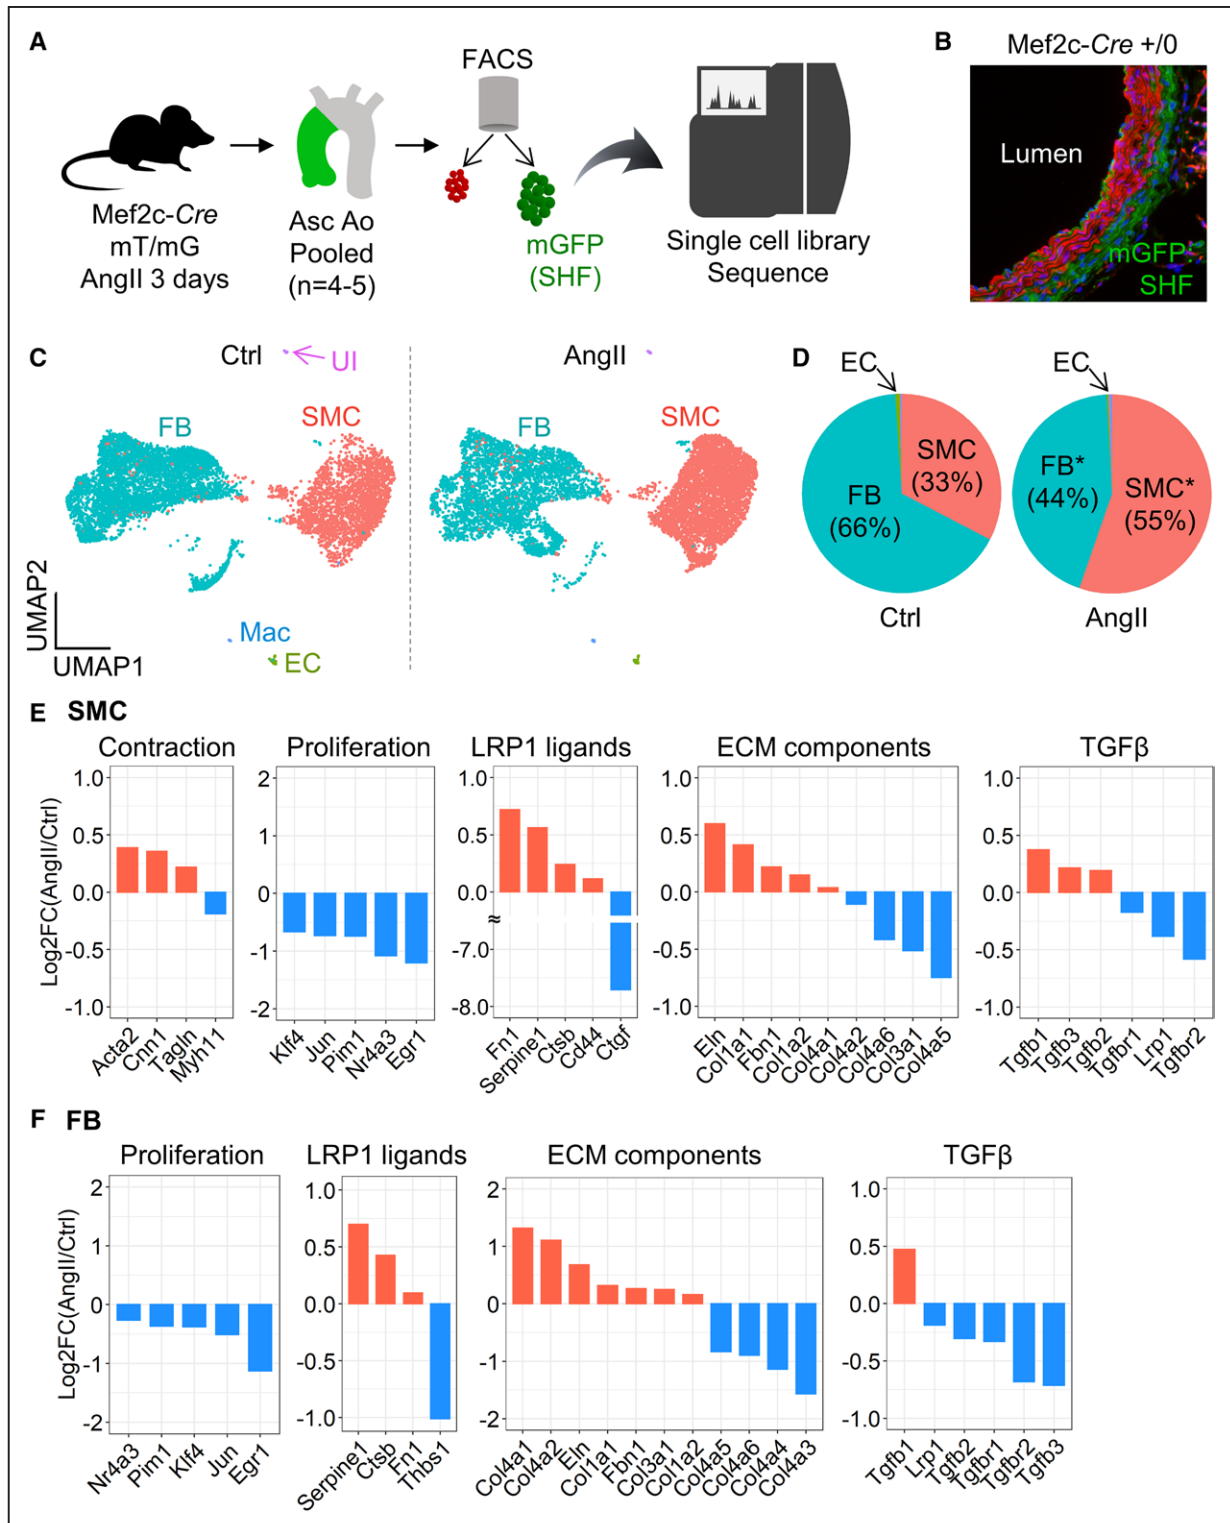 A
FACS
Mef2c-Cre
mT/mG
AngII 3 days
Asc Ao
Pooled
(n=4-5)
mGFP
(SHF)
Single cell library
Sequence
B
Mef2c-Cre +/0
Lumen
mGFP:
SHF
C
Ctrl
UI
AngII
FB
SMC
FB
SMC
Mac
EC
UMAP2
UMAP1
D
EC
EC
SMC
(33%)
FB
(66%)
FB*
(44%)
SMC*
(55%)
Ctrl
AngII
E SMC
Contraction
Log2FC(AngII/Ctrl)
1.0
0.5
0.0
-0.5
-1.0
Acta2
Cnn1
Tagln
Myh11
Proliferation
2
1
0
-1
-2
Klf4
Jun
Pim1
Nr4a3
Egr1
LRP1 ligands
1.0
0.5
0.0
≈
-7.0
-8.0
Fn1
Serpine1
Ctsb
Cd44
Ctgf
ECM components
1.0
0.5
0.0
-0.5
-1.0
Eln
Col1a1
Fbn1
Col1a2
Col4a1
Col4a2
Col4a6
Col3a1
Col4a5
TGFβ
1.0
0.5
0.0
-0.5
-1.0
Tgfb1
Tgfb3
Tgfb2
Tgfbr1
Lrp1
Tgfbr2
F FB
Proliferation
Log2FC(AngII/Ctrl)
2
1
0
-1
-2
Nr4a3
Pim1
Klf4
Jun
Egr1
LRP1 ligands
1.0
0.5
0.0
-0.5
-1.0
Serpine1
Ctsb
Fn1
Thbs1
ECM components
2
1
0
-1
-2
Col4a1
Col4a2
Eln
Col1a1
Fbn1
Col3a1
Col1a2
Col4a5
Col4a6
Col4a4
Col4a3
TGFβ
1.0
0.5
0.0
-0.5
-1.0
Tgfb1
Lrp1
Tgfb2
Tgfbr1
Tgfbr2
Tgfb3